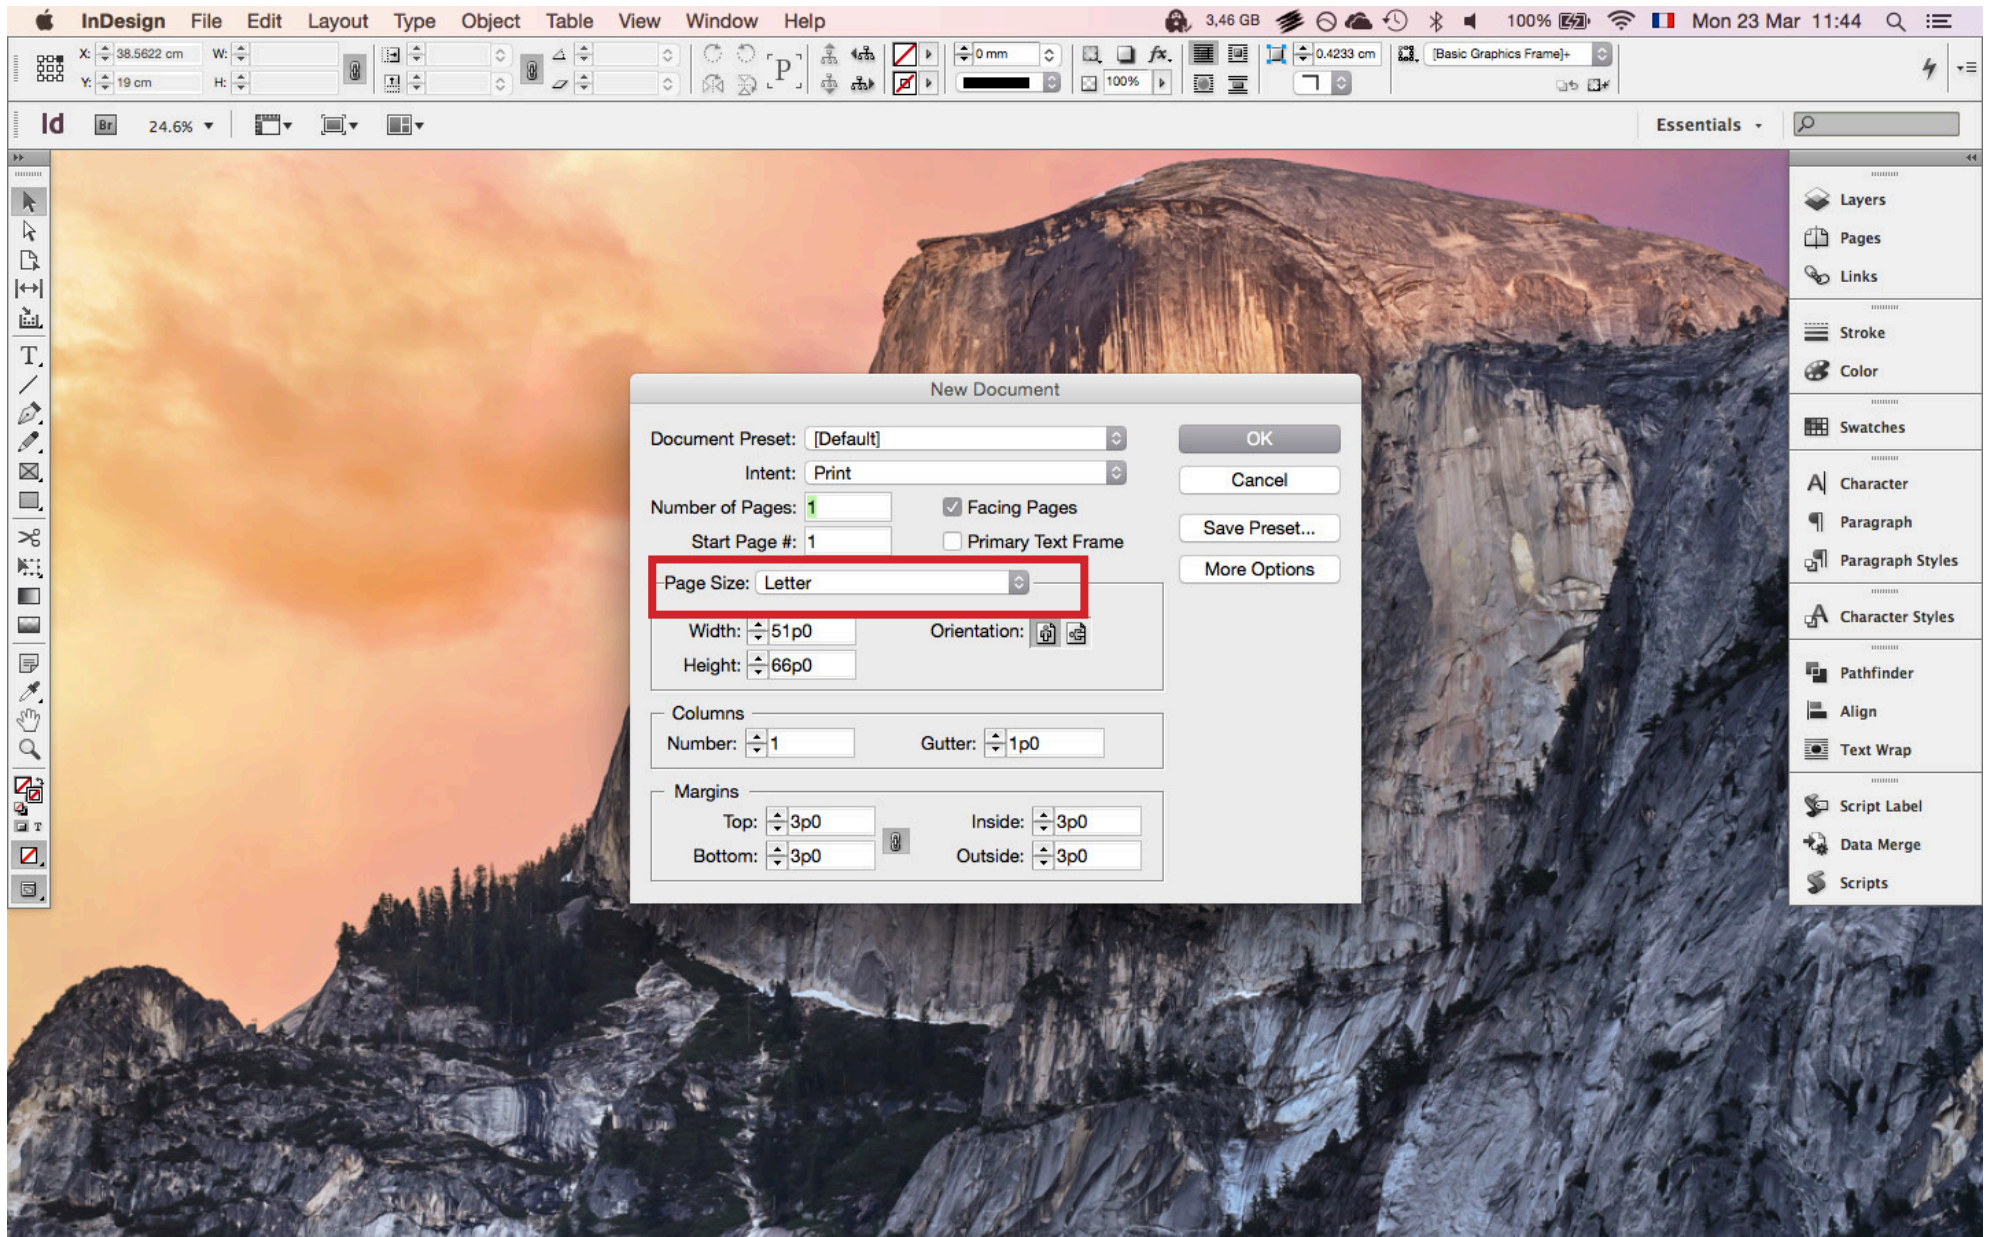 InDesign File Edit Layout Type Object Table View Window Help 3,46 GB 100% Mon 23 Mar 11:44
X: 38.5622 cm W: 0 mm fx. 0.4233 cm [Basic Graphics Frame]+
Y: 19 cm H: P 100%
Id Br 24.6% Essentials
Layers
Pages
Links
Stroke
Color
Swatches
Character
Paragraph
Paragraph Styles
Character Styles
Pathfinder
Align
Text Wrap
Script Label
Data Merge
Scripts
New Document
Document Preset: [Default] OK
Intent: Print Cancel
Number of Pages: 1 Facing Pages
Save Preset...
Start Page #: 1 Primary Text Frame
More Options
Page Size: Letter
Width: 51p0 Orientation:
Height: 66p0
Columns
Number: 1 Gutter: 1p0
Margins
Top: 3p0 Inside: 3p0
Bottom: 3p0 Outside: 3p0